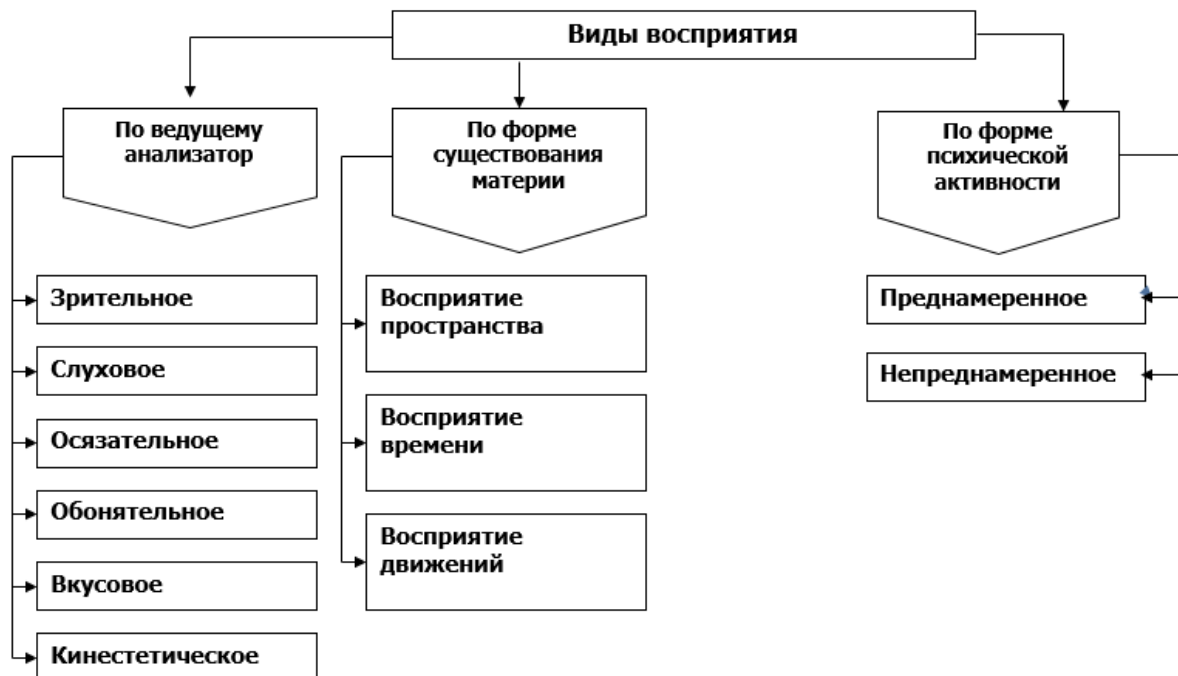 Виды восприятия
По ведущему
анализатор
По форме
существования
материи
По форме
психической
активности
Зрительное
Слуховое
Осязательное
Обонятельное
Вкусовое
Кинестетическое
Восприятие
пространства
Восприятие
времени
Восприятие
движений
Преднамеренное
Непреднамеренное